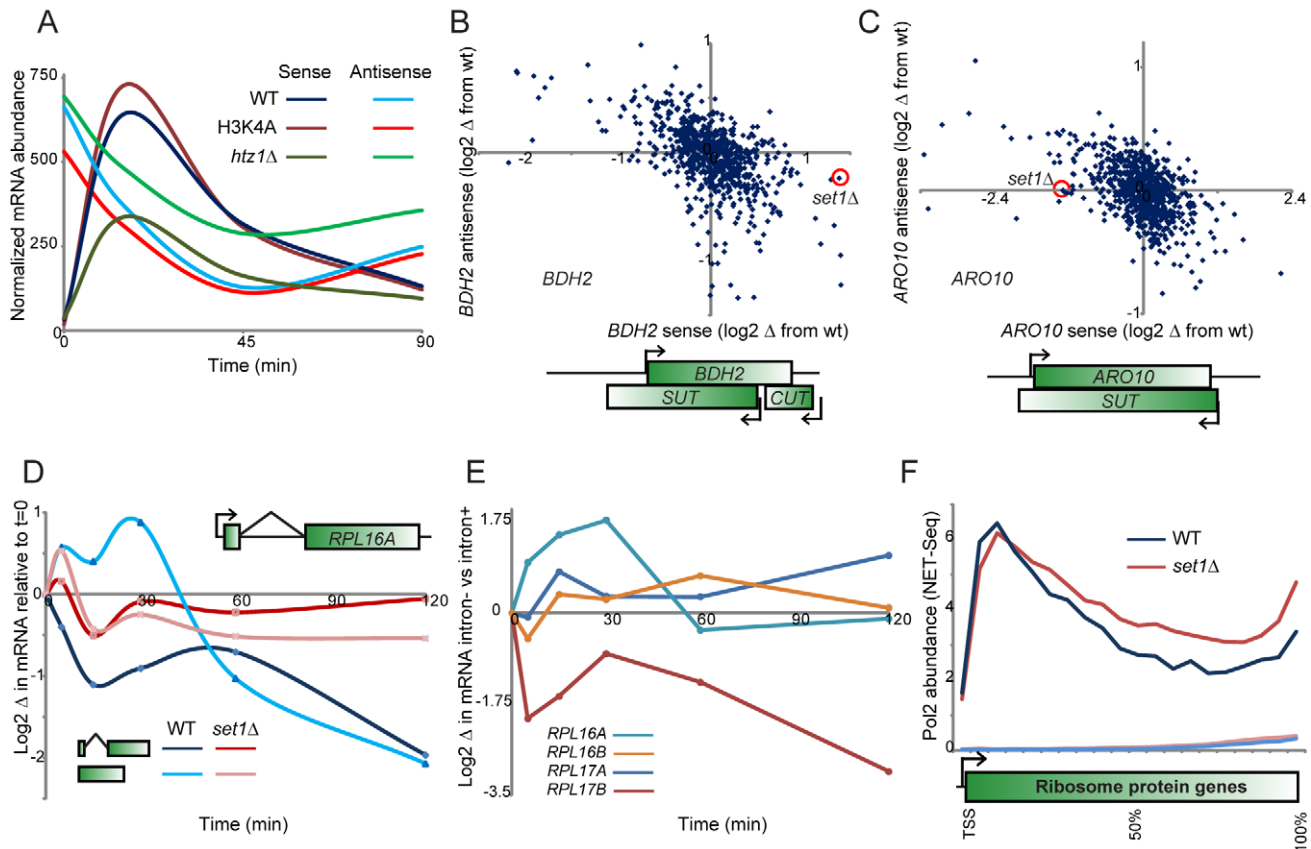 A
Normalized mRNA abundance
750
500
250
0
0
45
90
Time (min)
Sense Antisense
WT
H3K4A
htz1Δ
B
BDH2 antisense (log2 Δ from wt)
1
-2
-1
0
0
1
-1
set1Δ
BDH2
BDH2 sense (log2 Δ from wt)
BDH2
SUT
CUT
C
ARO10 antisense (log2 Δ from wt)
1
set1Δ
-2.4
0
0
2.4
-1
ARO10
ARO10 sense (log2 Δ from wt)
ARO10
SUT
D
Log2 Δ in mRNA relative to t=0
1
0
-1
-2
0
30
60
90
120
RPL16A
WT set1Δ
Time (min)
E
Log2 Δ in mRNA intron- vs intron+
1.75
0
-1.75
-3.5
0
30
60
90
120
RPL16A
RPL16B
RPL17A
RPL17B
Time (min)
F
Pol2 abundance (NET-Seq)
6
4
2
0
WT
set1Δ
Ribosome protein genes
TSS
50%
100%